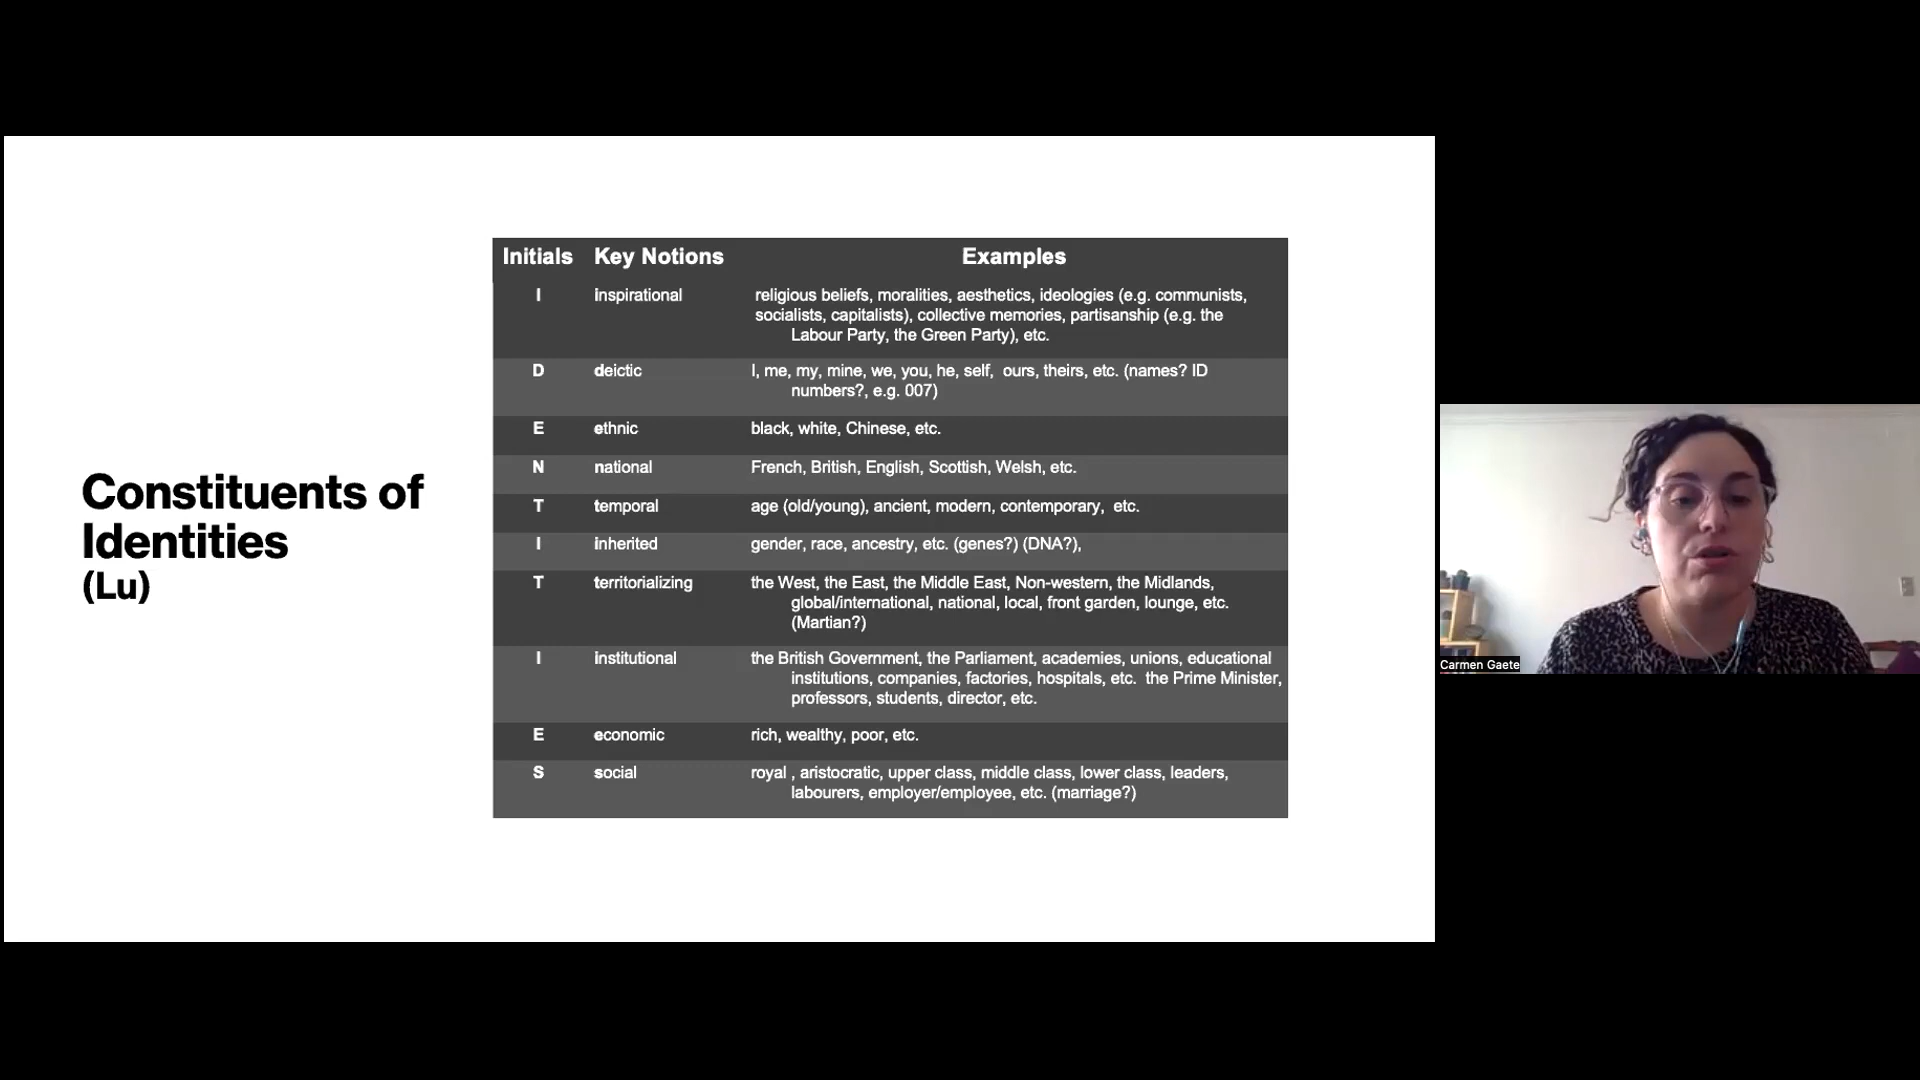 Constituents of
Identities
(Lu)
Initials Key Notions Examples
I inspirational religious beliefs, moralities, aesthetics, ideologies (e.g. communists,
socialists, capitalists), collective memories, partisanship (e.g. the
Labour Party, the Green Party), etc.
D deictic I, me, my, mine, we, you, he, self, ours, theirs, etc. (names? ID
numbers?, e.g. 007)
E ethnic black, white, Chinese, etc.
N national French, British, English, Scottish, Welsh, etc.
T temporal age (old/young), ancient, modern, contemporary, etc.
I inherited gender, race, ancestry, etc. (genes?) (DNA?),
T territorializing the West, the East, the Middle East, Non-western, the Midlands,
global/international, national, local, front garden, lounge, etc.
(Martian?)
I institutional the British Government, the Parliament, academies, unions, educational
institutions, companies, factories, hospitals, etc. the Prime Minister,
professors, students, director, etc.
E economic rich, wealthy, poor, etc.
S social royal , aristocratic, upper class, middle class, lower class, leaders,
labourers, employer/employee, etc. (marriage?)
Carmen Gaete